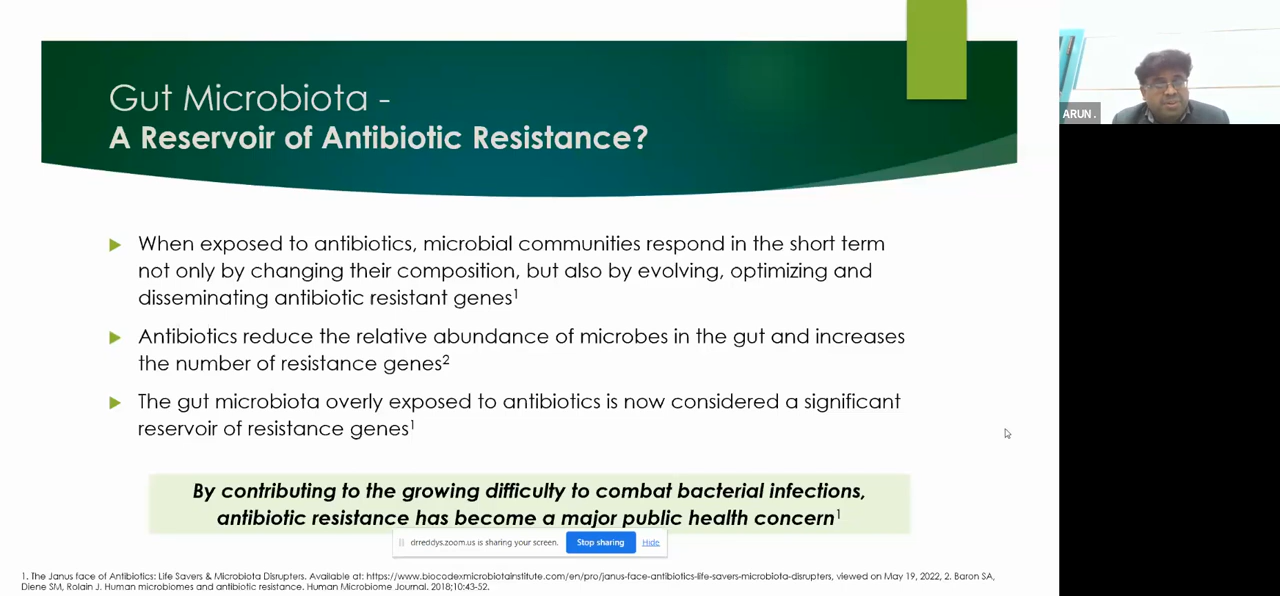 Gut Microbiota -
A Reservoir of Antibiotic Resistance?
ARUN .
When exposed to antibiotics, microbial communities respond in the short term
not only by changing their composition, but also by evolving, optimizing and
disseminating antibiotic resistant genes1
Antibiotics reduce the relative abundance of microbes in the gut and increases
the number of resistance genes2
The gut microbiota overly exposed to antibiotics is now considered a significant
reservoir of resistance genes1
By contributing to the growing difficulty to combat bacterial infections,
antibiotic resistance has become a major public health concern1
drreddys.zoom.us is sharing your screen. Stop sharing Hide
1. The Janus face of Antibiotics: Life Savers & Microbiota Disrupters. Available at: https://www.biocodexmicrobiotainstitute.com/en/pro/janus-face-antibiotics-life-savers-microbiota-disrupters, viewed on May 19, 2022, 2. Baron SA,
Diene SM, Rolain J. Human microbiomes and antibiotic resistance. Human Microbiome Journal. 2018;10:43-52.